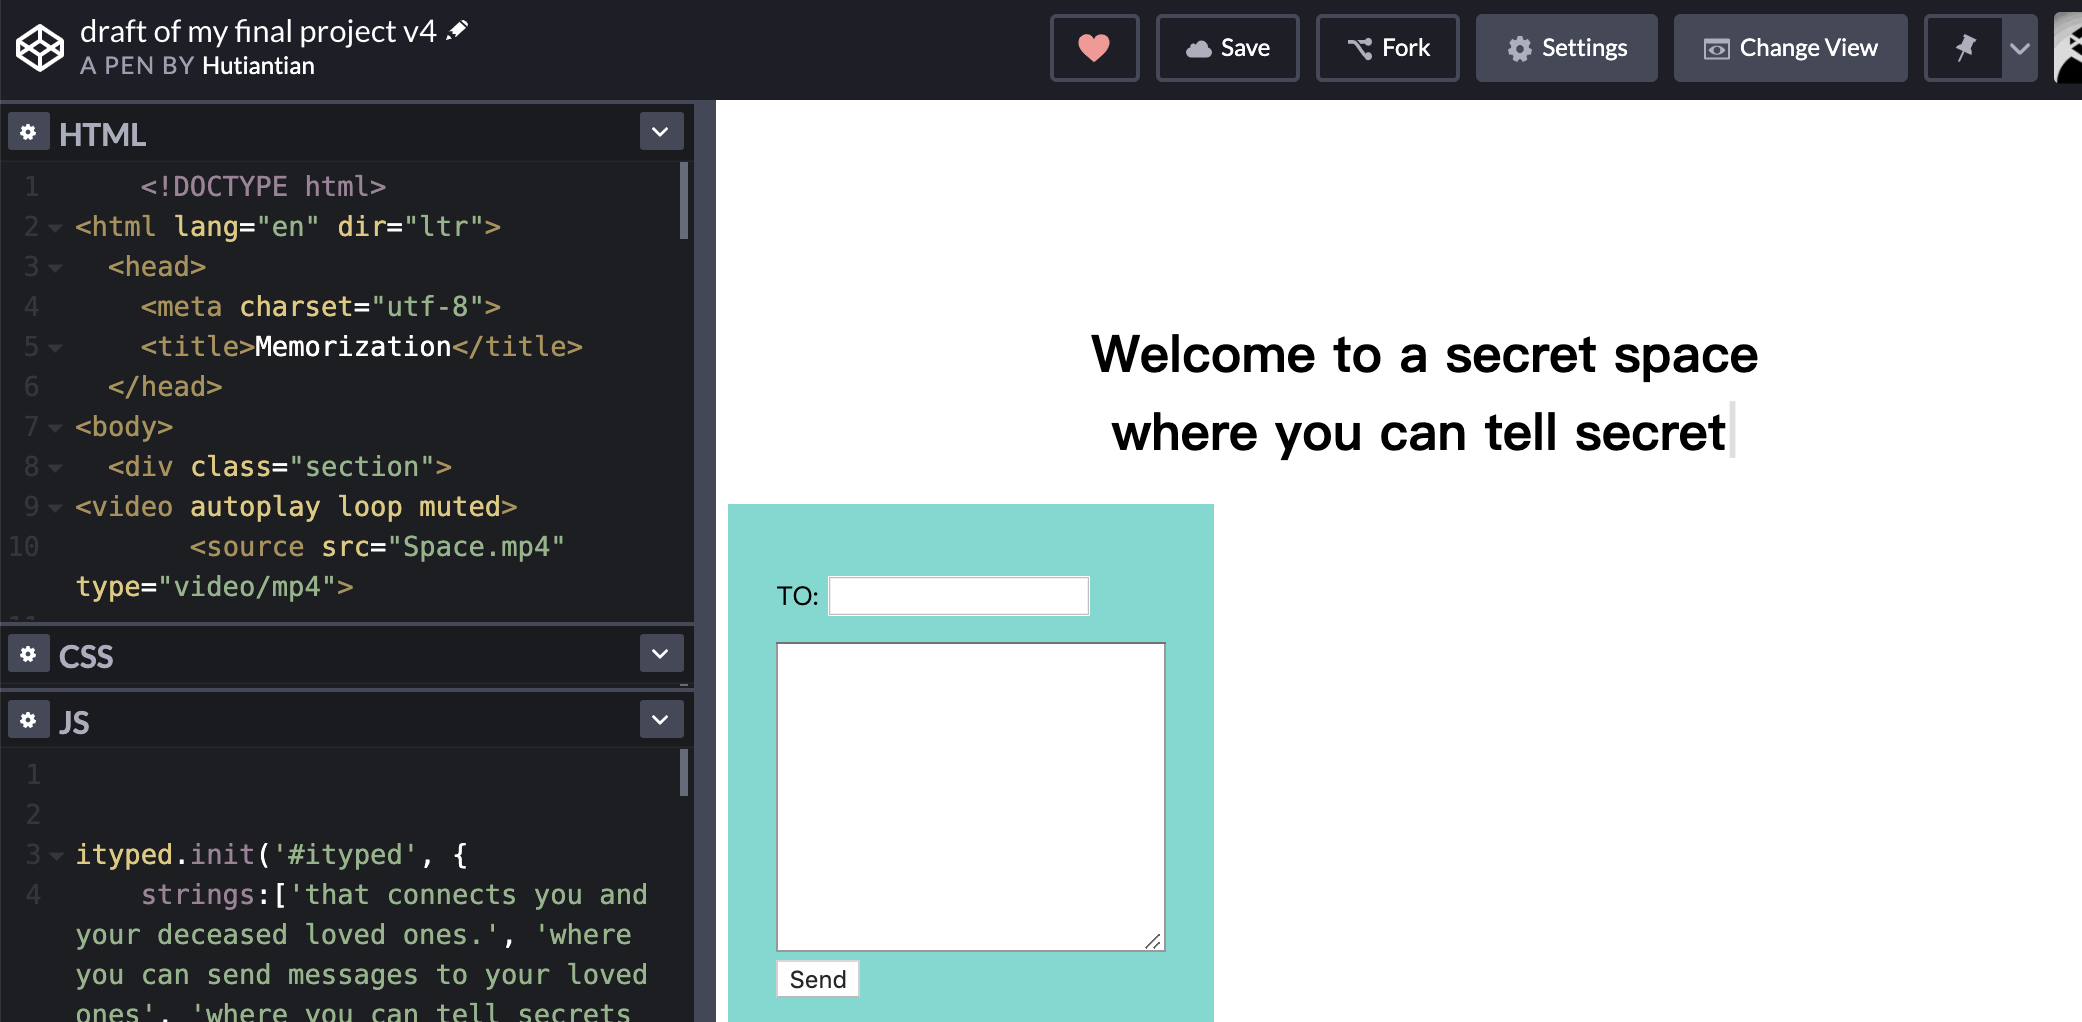 draft of my final project v4
A PEN BY Hutiantian
Save
Fork
Settings
Change View
HTML
1 <!DOCTYPE html>
2 <html lang="en" dir="ltr">
3 <head>
4 <meta charset="utf-8">
5 <title>Memorization</title>
6 </head>
7 <body>
8 <div class="section">
9 <video autoplay loop muted>
10 <source src="Space.mp4"
type="video/mp4">
CSS
JS
1
2
3 ityped.init('#ityped', {
4 strings:['that connects you and
your deceased loved ones.', 'where
you can send messages to your loved
ones', 'where you can tell secrets
Welcome to a secret space
where you can tell secret
TO:
Send